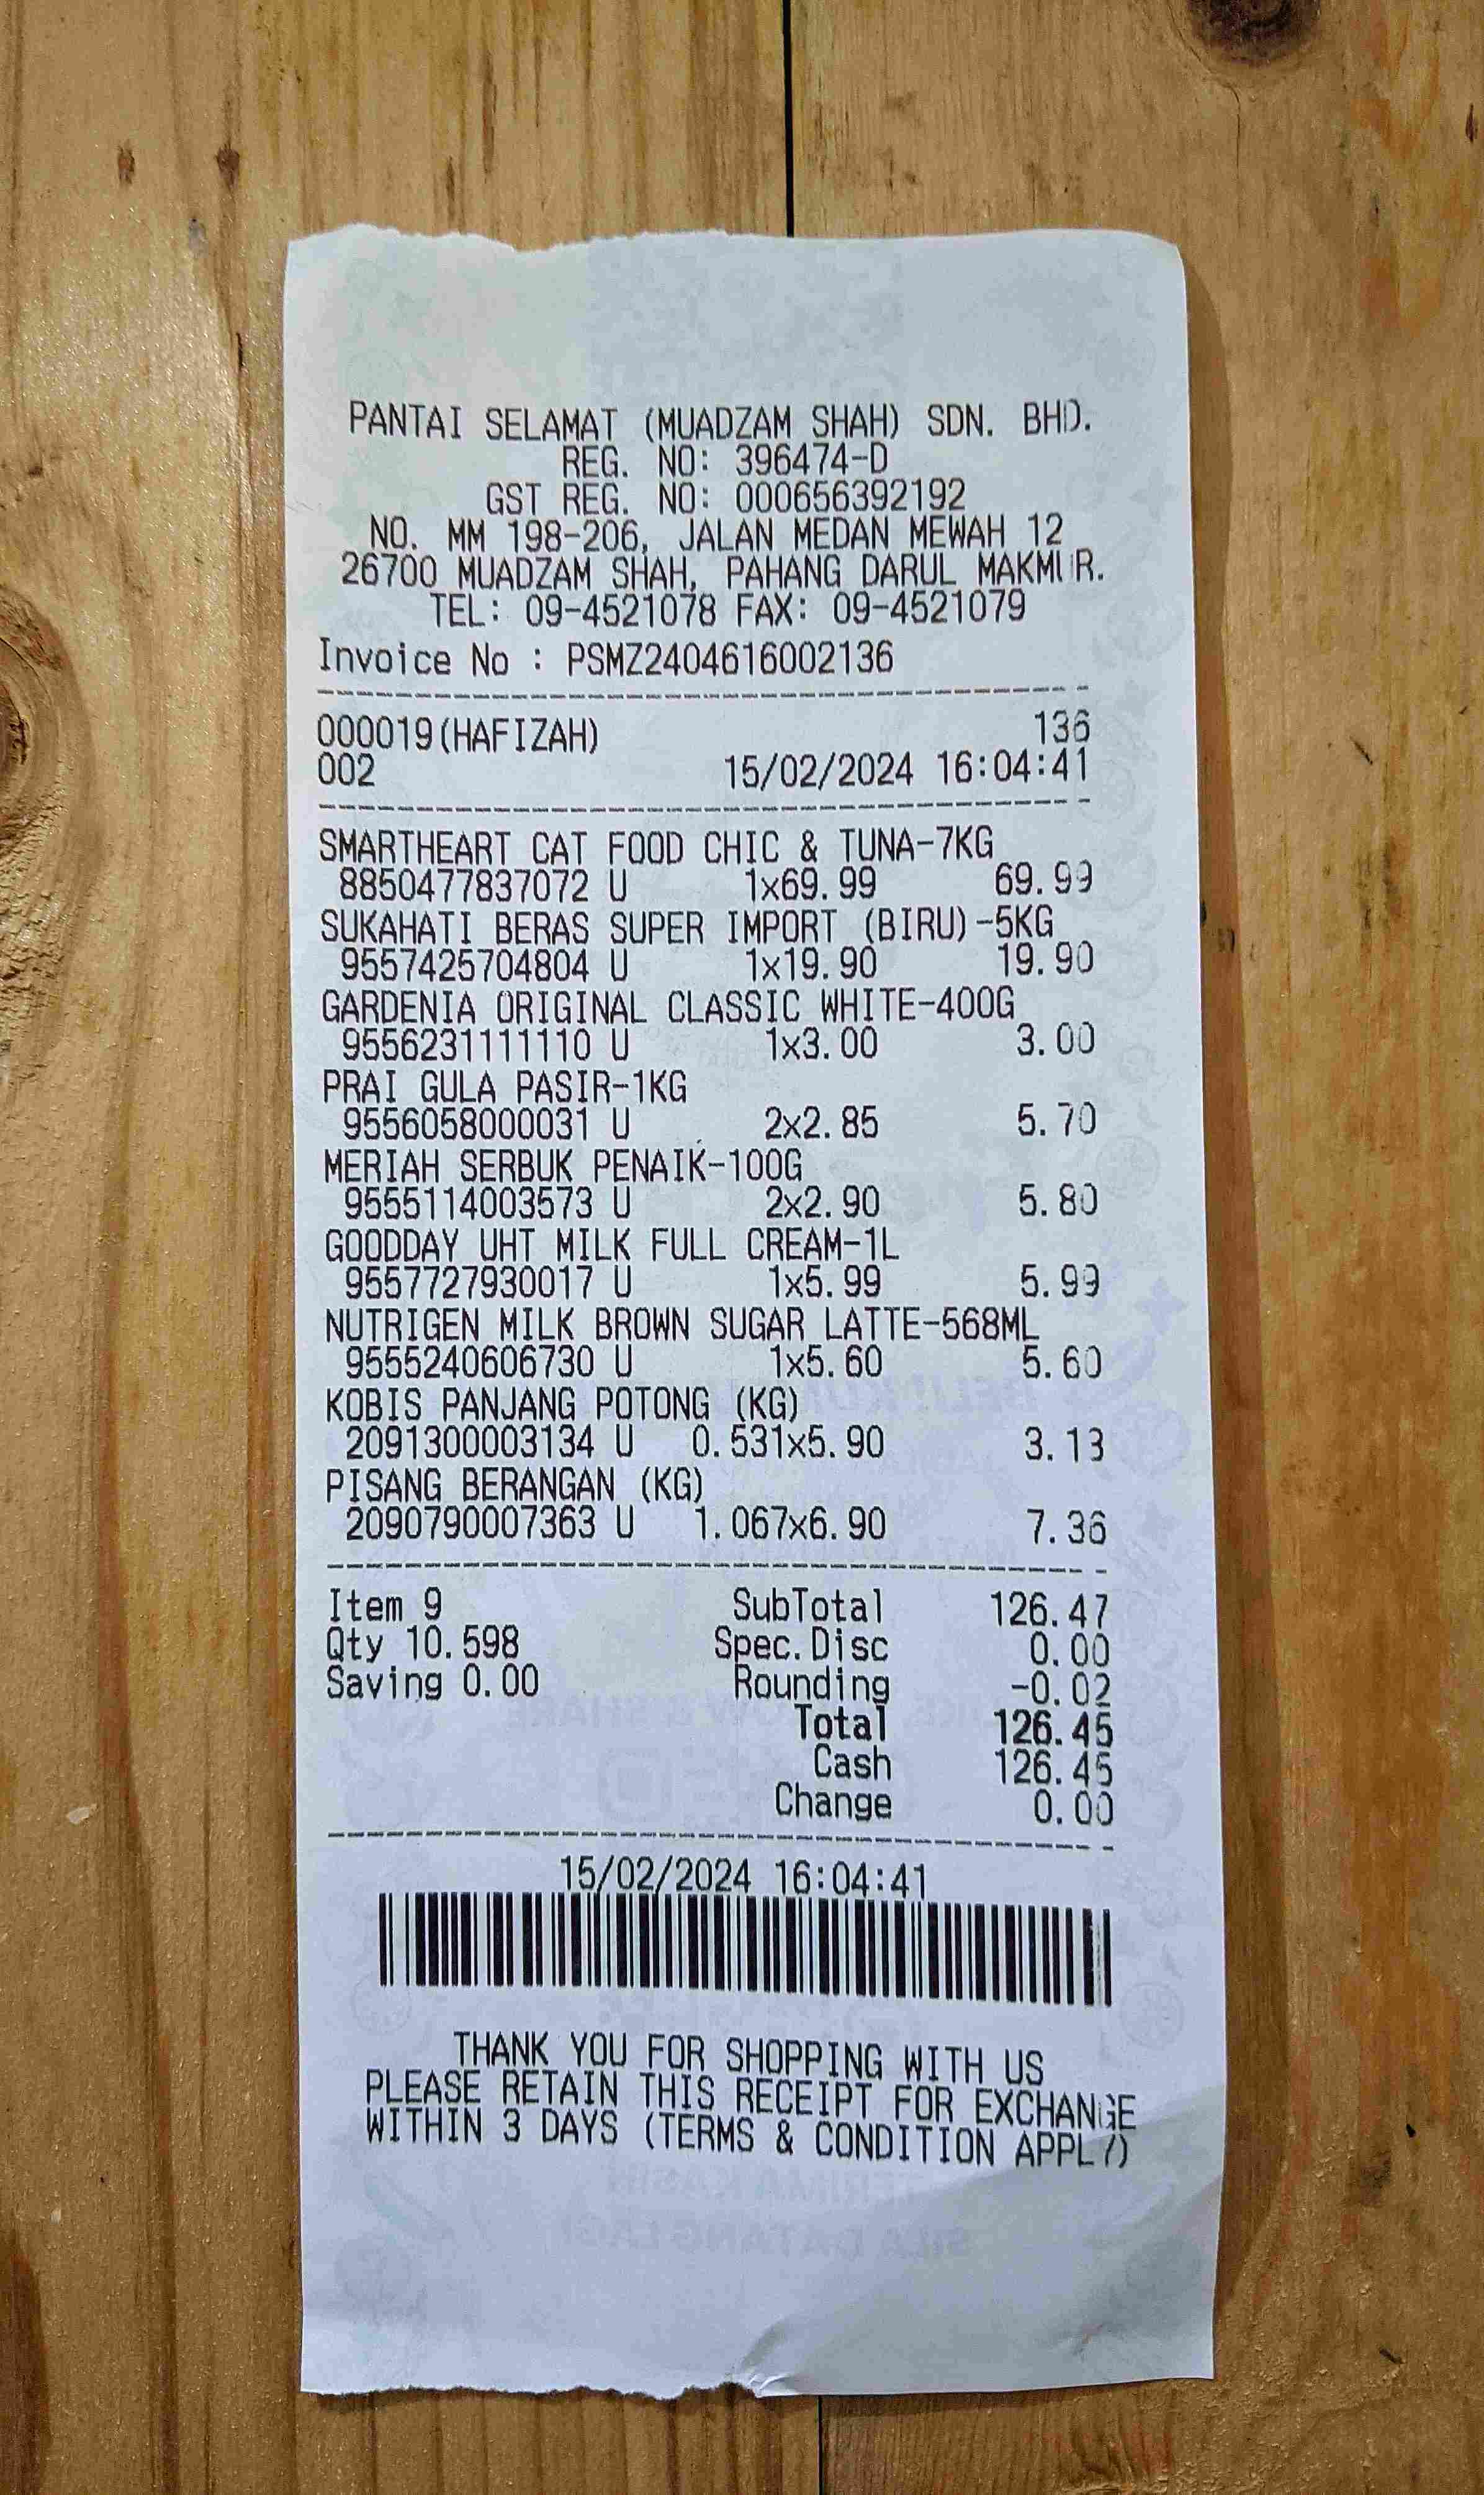 PANTAI SELAMAT (MUADZAM SHAH) SDN. BHD.
REG. NO: 396474-D
GST REG. NO: 000656392192
NO. MM 198-206, JALAN MEDAN MEWAH 12
26700 MUADZAM SHAH, PAHANG DARUL MAKMUR.
TEL: 09-4521078 FAX: 09-4521079
Invoice No : PSMZ2404616002136
000019(HAFIZAH) 136
002 15/02/2024 16:04:41
SMARTHEART CAT FOOD CHIC & TUNA-7KG
8850477837072 U 1x69.99 69.99
SUKAHATI BERAS SUPER IMPORT (BIRU)-5KG
9557425704804 U 1x19.90 19.90
GARDENIA ORIGINAL CLASSIC WHITE-400G
9556231111110 U 1x3.00 3.00
PRAI GULA PASIR-1KG
9556058000031 U 2x2.85 5.70
MERIAH SERBUK PENAIK-100G
9555114003573 U 2x2.90 5.80
GOODDAY UHT MILK FULL CREAM-1L
9557727930017 U 1x5.99 5.99
NUTRIGEN MILK BROWN SUGAR LATTE-568ML
9555240606730 U 1x5.60 5.60
KOBIS PANJANG POTONG (KG)
2091300003134 U 0.531x5.90 3.13
PISANG BERANGAN (KG)
2090790007363 U 1.067x6.90 7.36
Item 9 SubTotal 126.47
Qty 10.598 Spec.Disc 0.00
Saving 0.00 Rounding -0.02
Total 126.45
Cash 126.45
Change 0.00
15/02/2024 16:04:41
THANK YOU FOR SHOPPING WITH US
PLEASE RETAIN THIS RECEIPT FOR EXCHANGE
WITHIN 3 DAYS (TERMS & CONDITION APPLY)